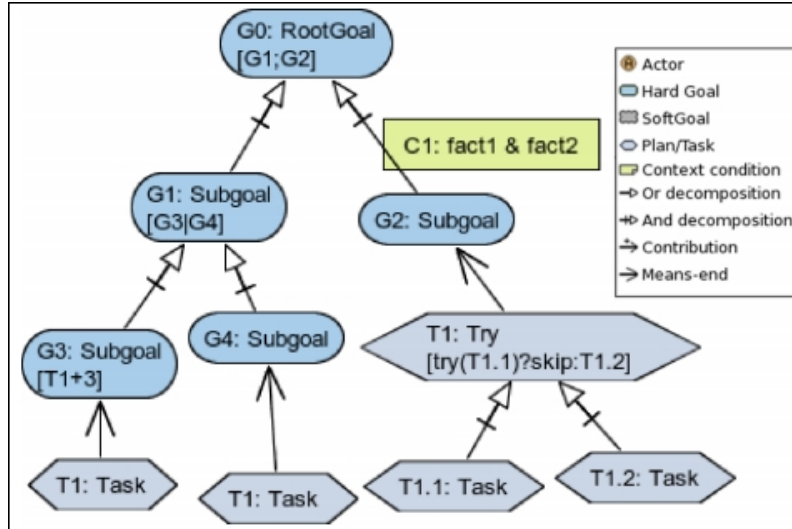 G0: RootGoal
[G1;G2]
C1: fact1 & fact2
G1: Subgoal
[G3|G4]
G2: Subgoal
G3: Subgoal
[T1+3]
G4: Subgoal
T1: Try
[try(T1.1)?skip:T1.2]
T1: Task
T1: Task
T1.1: Task
T1.2: Task
Actor
Hard Goal
SoftGoal
Plan/Task
Context condition
Or decomposition
And decomposition
Contribution
Means-end